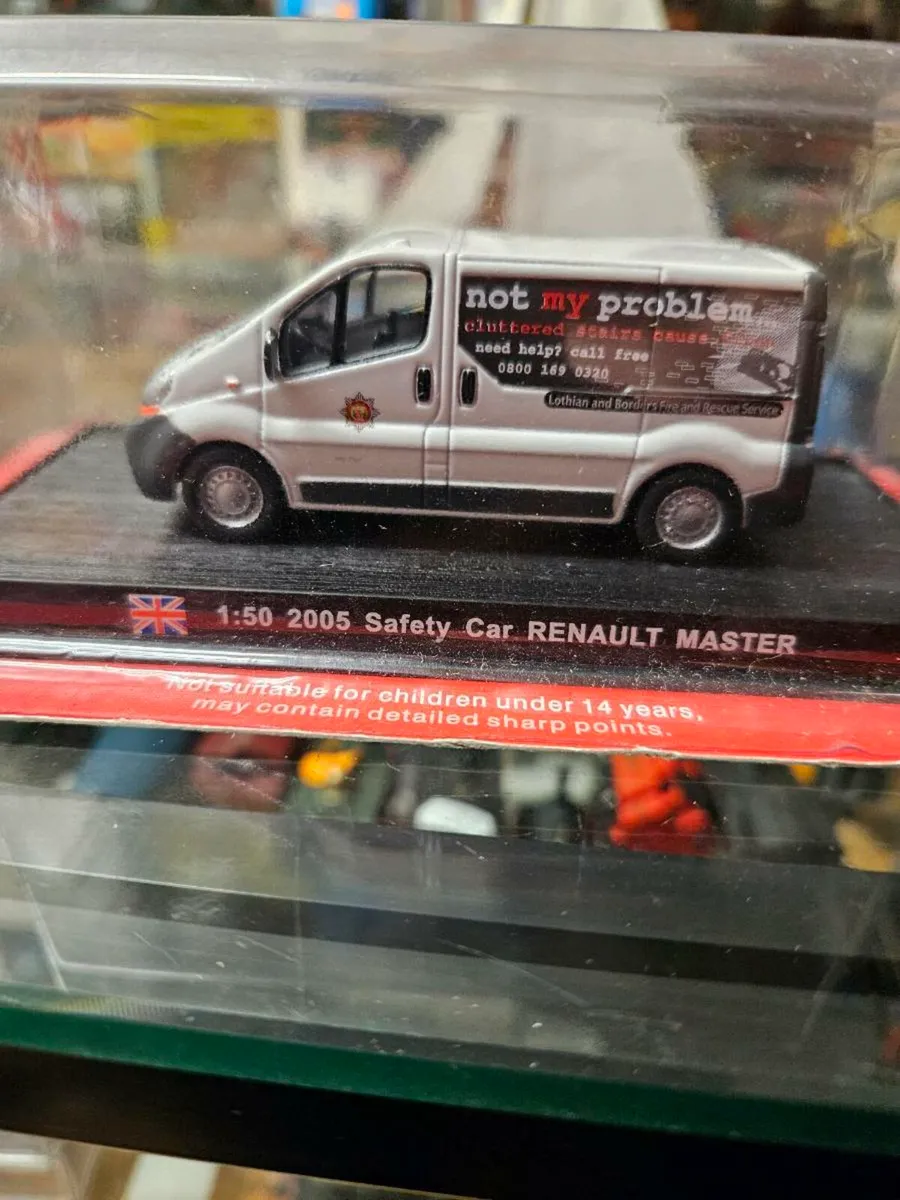 not my problem...
cluttered stairs cause
need help? call free
0800 169 0320
Lothian and Borders Fire and Rescue Service
1:50 2005 Safety Car RENAULT MASTER
Not suitable for children under 14 years,
may contain detailed sharp points.